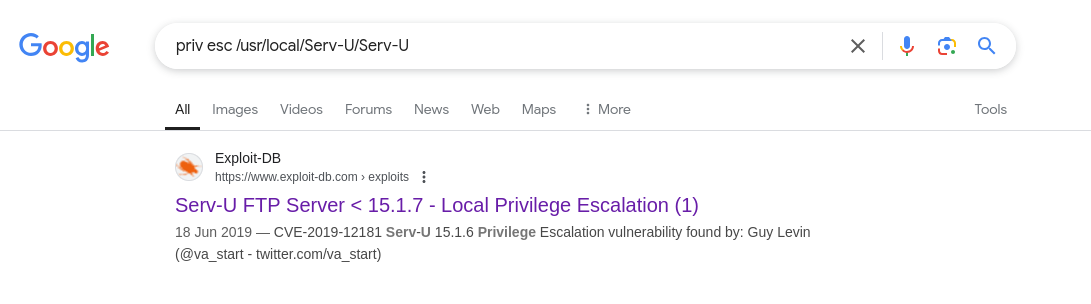 Google
priv esc /usr/local/Serv-U/Serv-U
All Images Videos Forums News Web Maps More Tools
Exploit-DB
https://www.exploit-db.com › exploits
Serv-U FTP Server < 15.1.7 - Local Privilege Escalation (1)
18 Jun 2019 — CVE-2019-12181 Serv-U 15.1.6 Privilege Escalation vulnerability found by: Guy Levin
(@va_start - twitter.com/va_start)